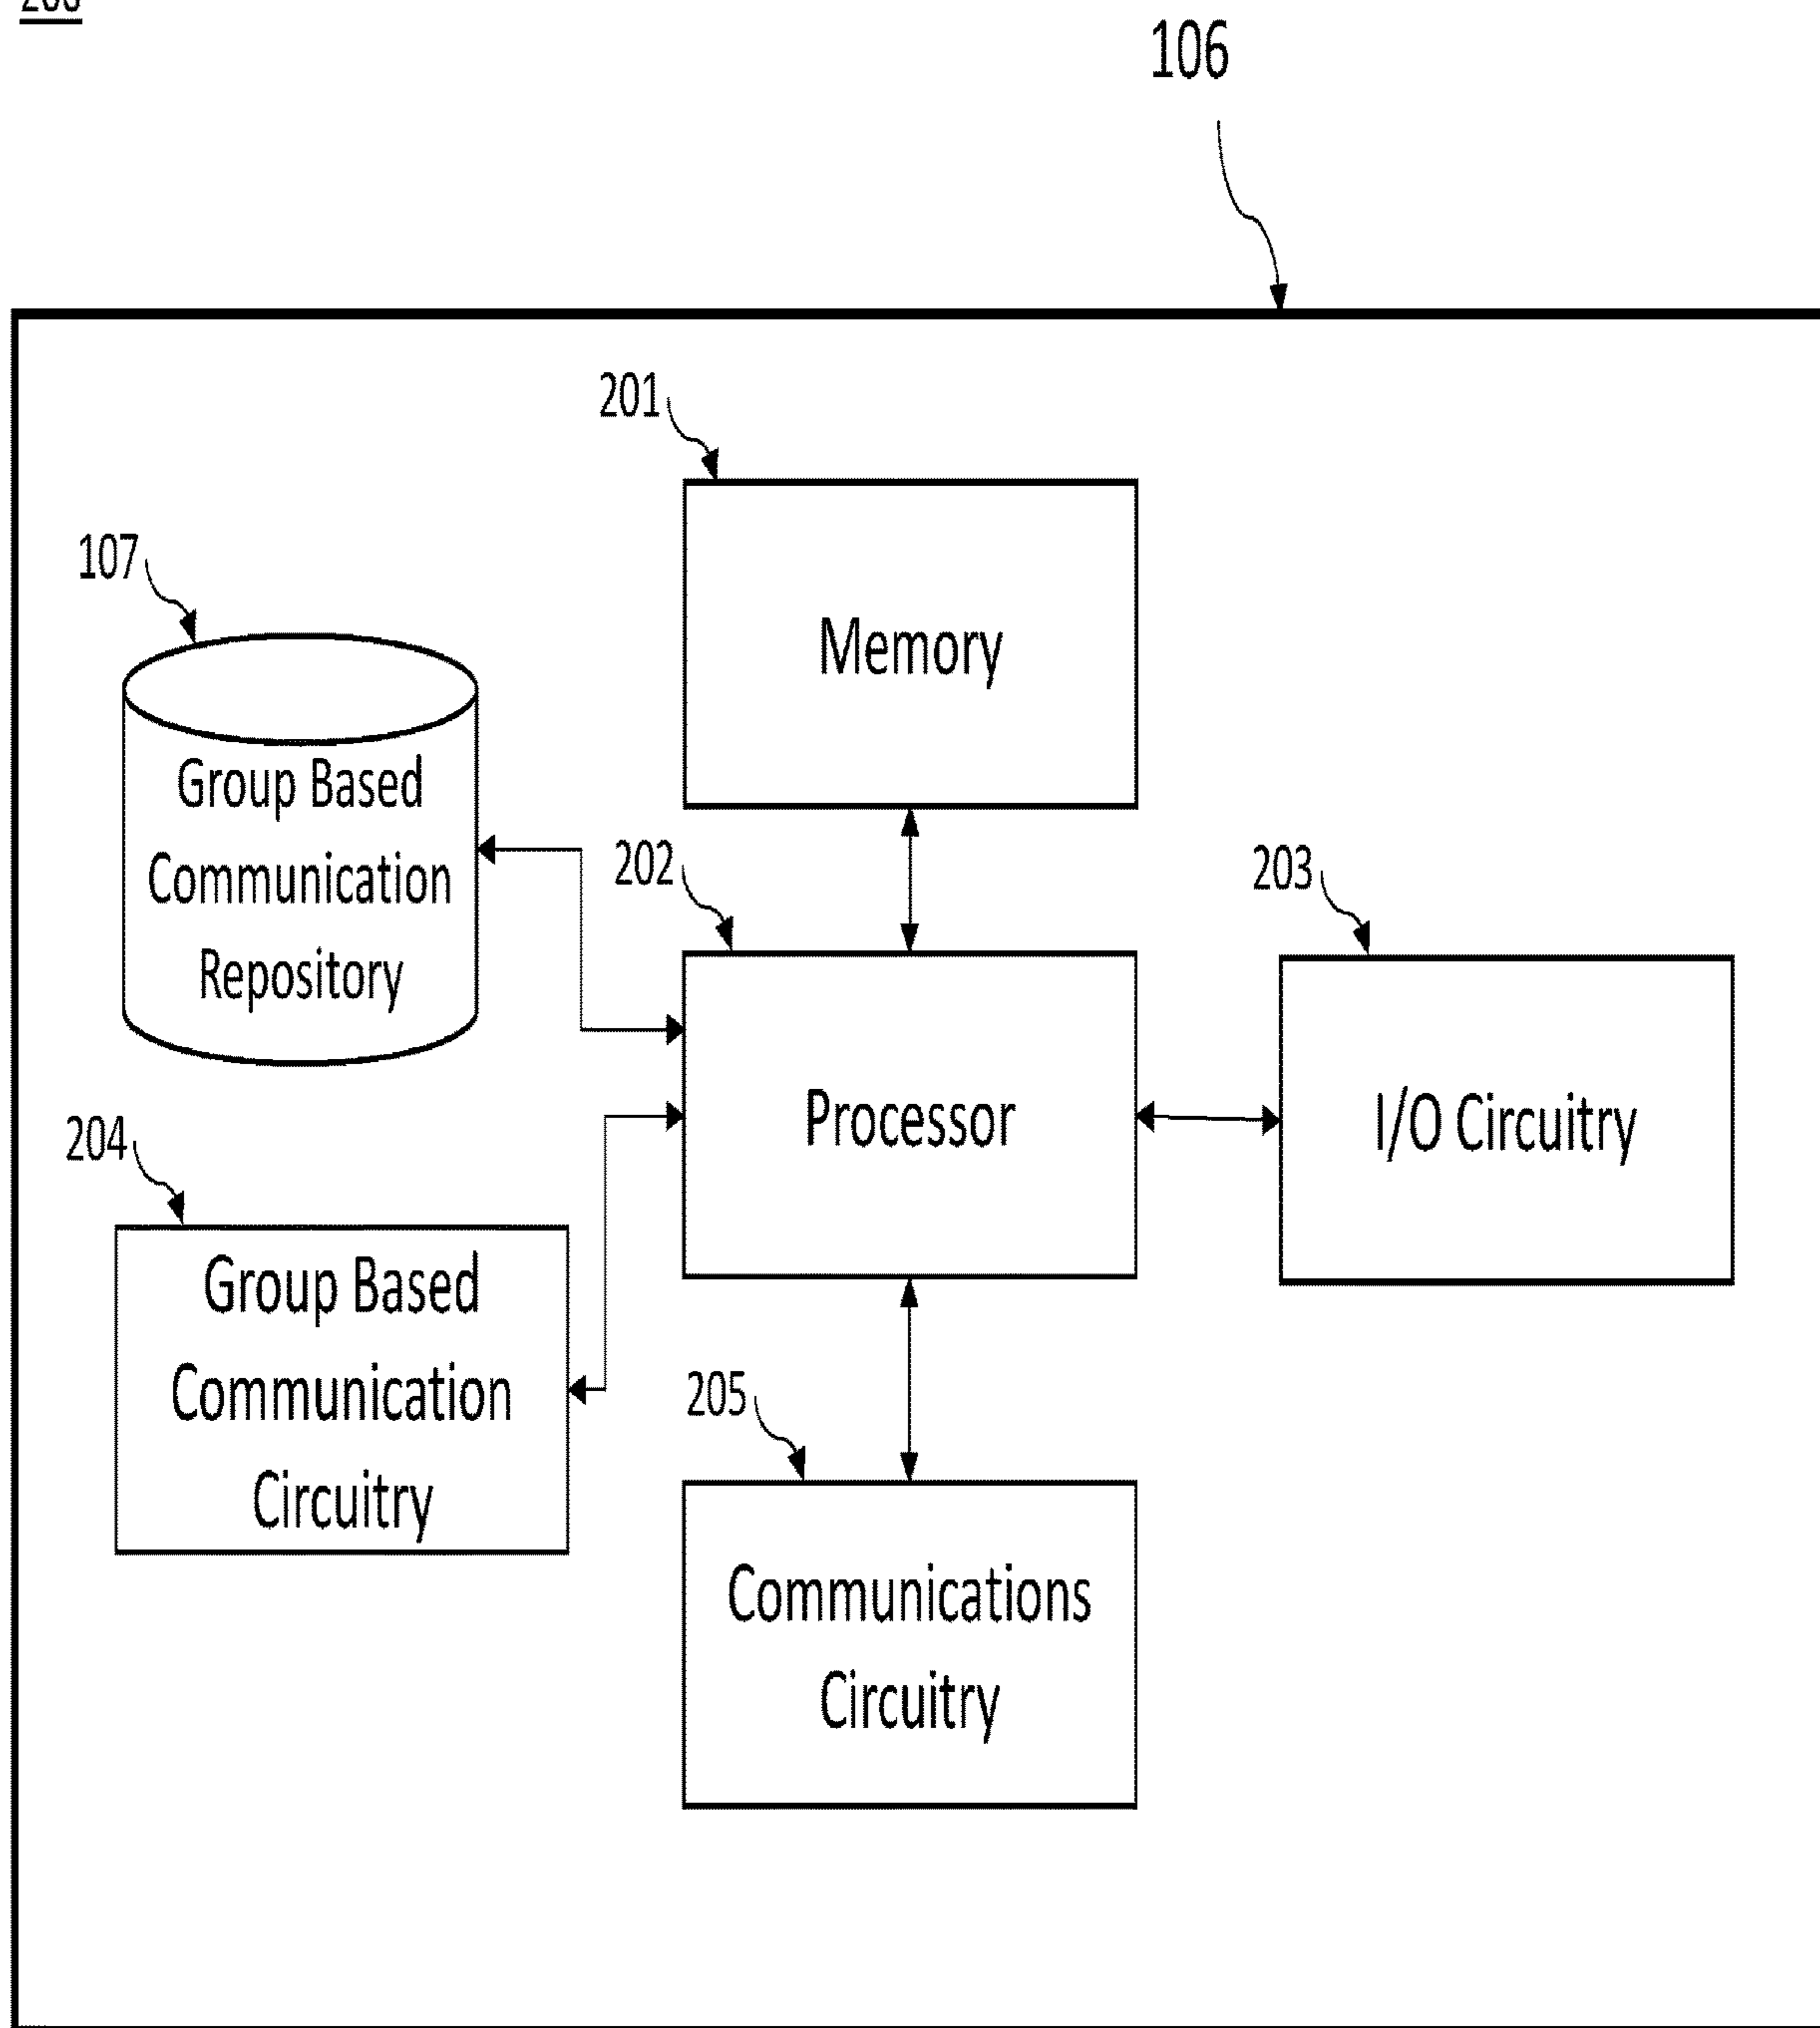 106
201
Memory
107
Group Based
Communication
Repository
202
Processor
203
I/O Circuitry
204
Group Based
Communication
Circuitry
205
Communications
Circuitry